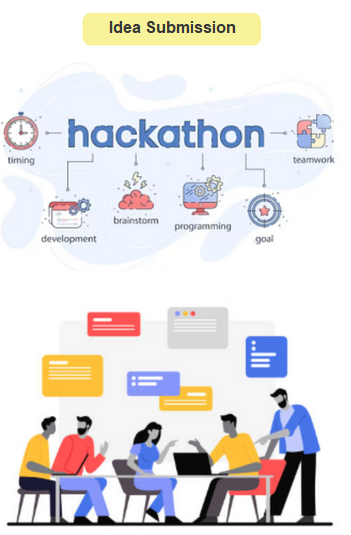 Idea Submission
hackathon
timing
teamwork
development
brainstorm
programming
goal